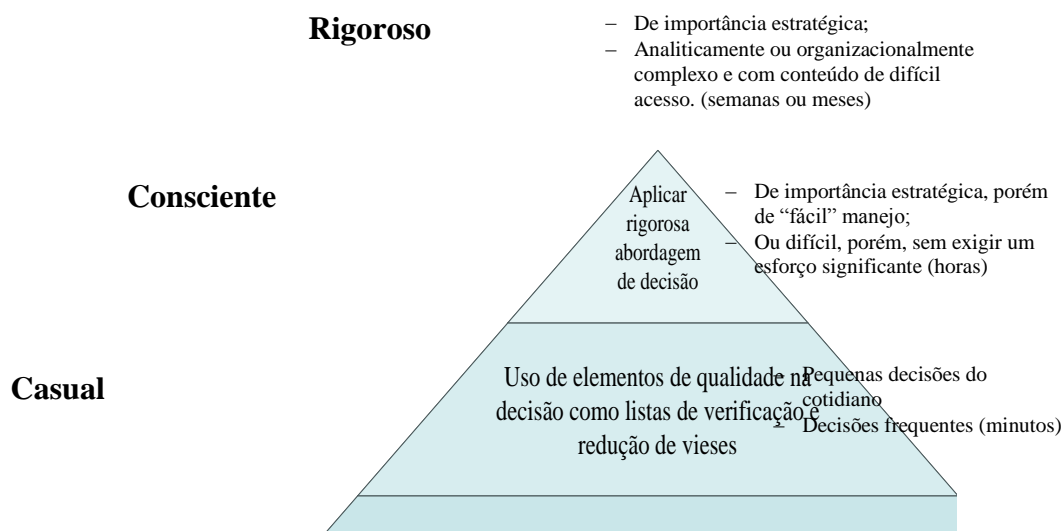 Rigoroso
– De importância estratégica;
– Analiticamente ou organizacionalmente
complexo e com conteúdo de difícil
acesso. (semanas ou meses)
Consciente
Aplicar
rigorosa
abordagem
de decisão
– De importância estratégica, porém
de “fácil” manejo;
– Ou difícil, porém, sem exigir um
esforço significante (horas)
Casual
Uso de elementos de qualidade na
decisão como listas de verificação e
redução de vieses
– Pequenas decisões do
cotidiano
– Decisões frequentes (minutos)